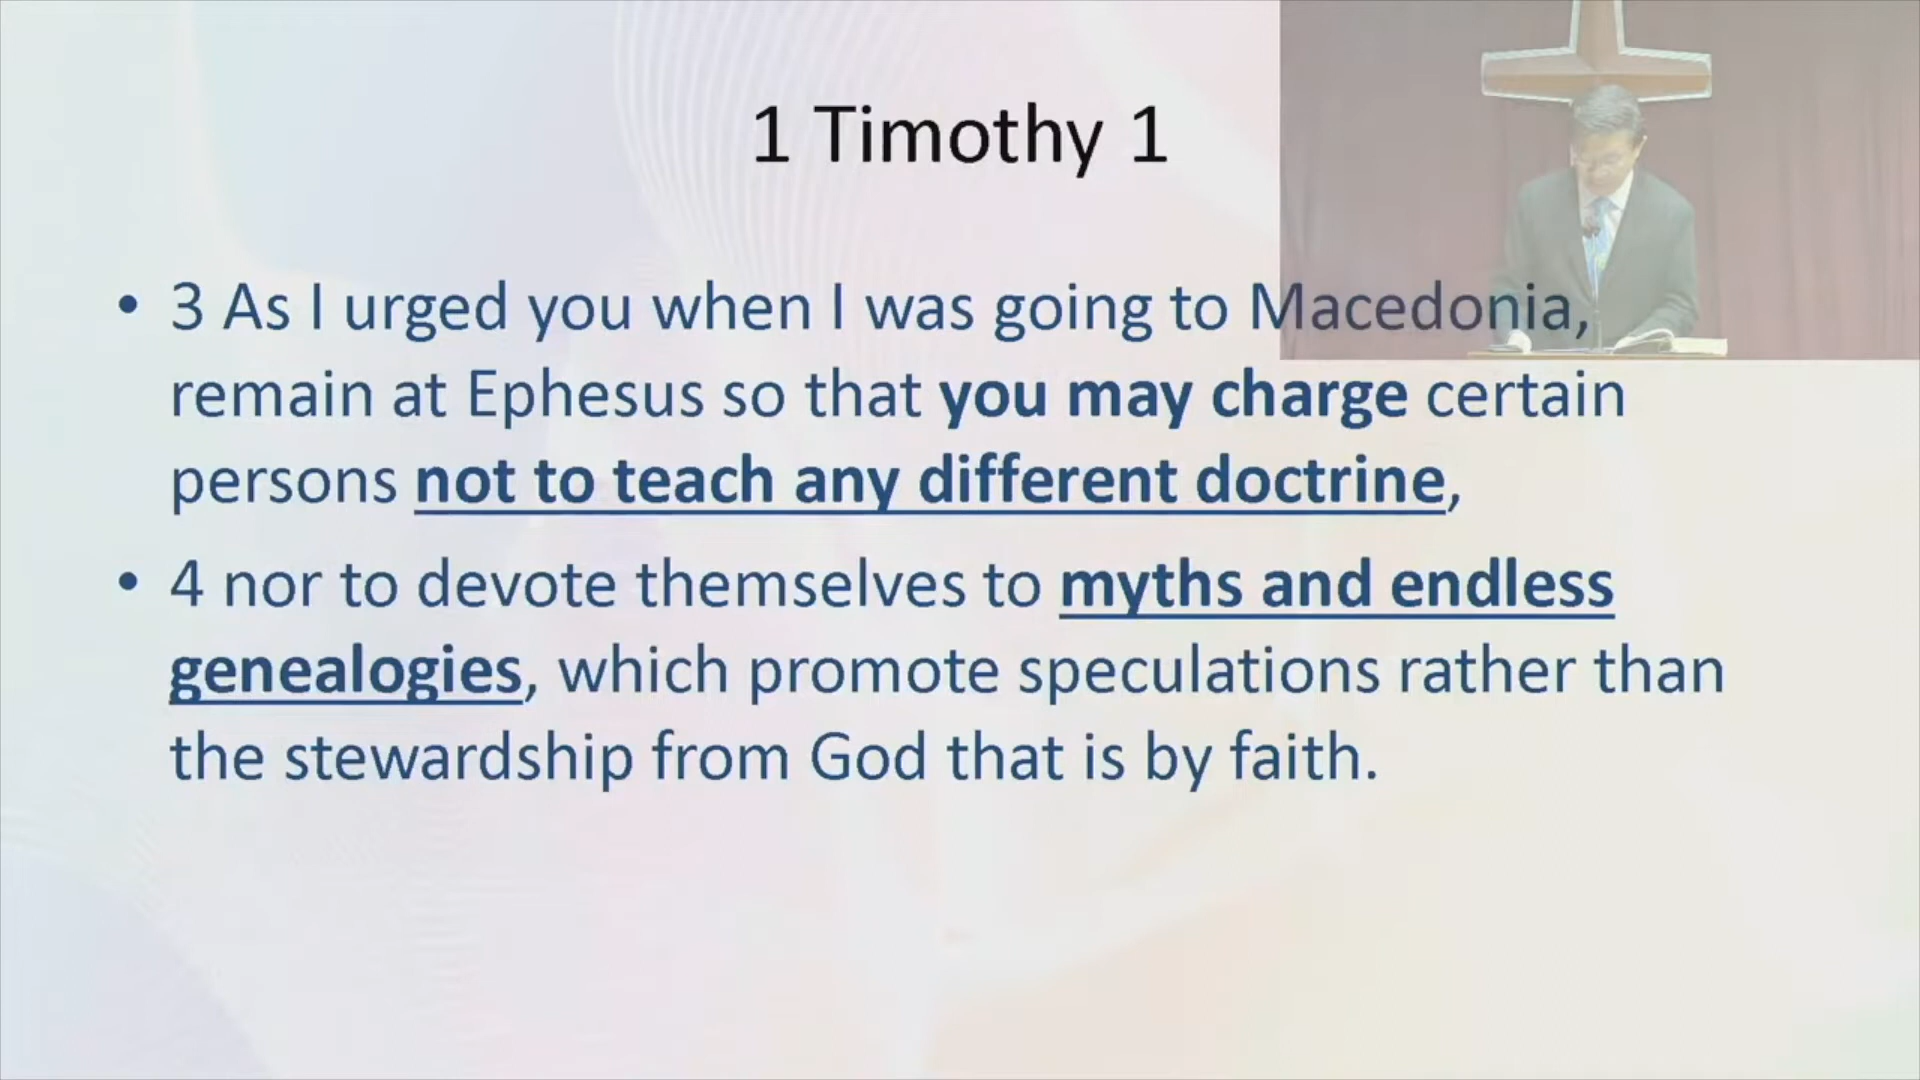 1 Timothy 1
• 3 As I urged you when I was going to Macedonia,
remain at Ephesus so that you may charge certain
persons not to teach any different doctrine,
• 4 nor to devote themselves to myths and endless
genealogies, which promote speculations rather than
the stewardship from God that is by faith.